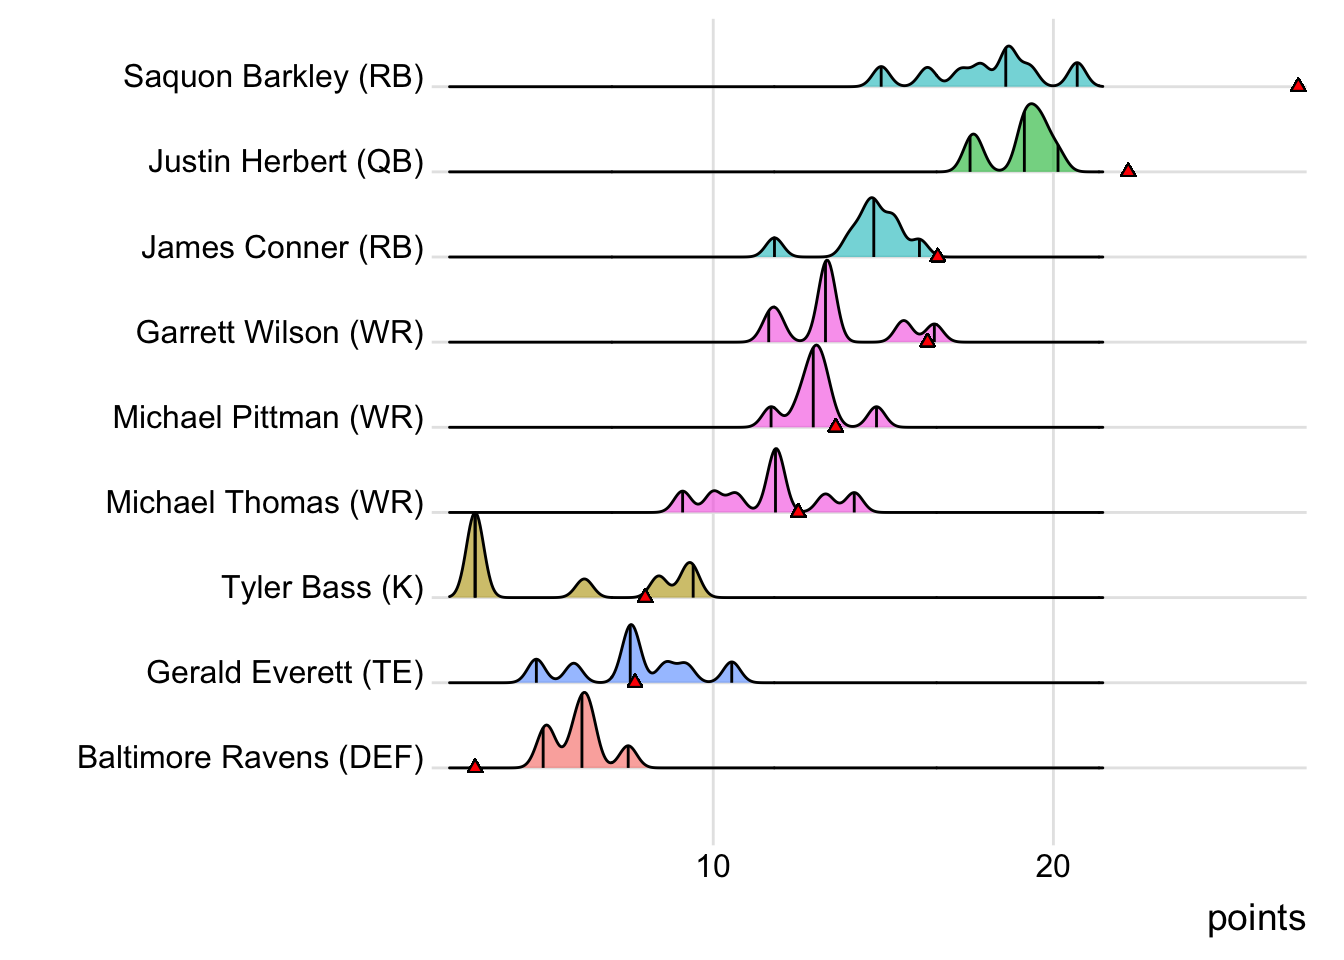 Saquon Barkley (RB)
Justin Herbert (QB)
James Conner (RB)
Garrett Wilson (WR)
Michael Pittman (WR)
Michael Thomas (WR)
Tyler Bass (K)
Gerald Everett (TE)
Baltimore Ravens (DEF)
10 20
points